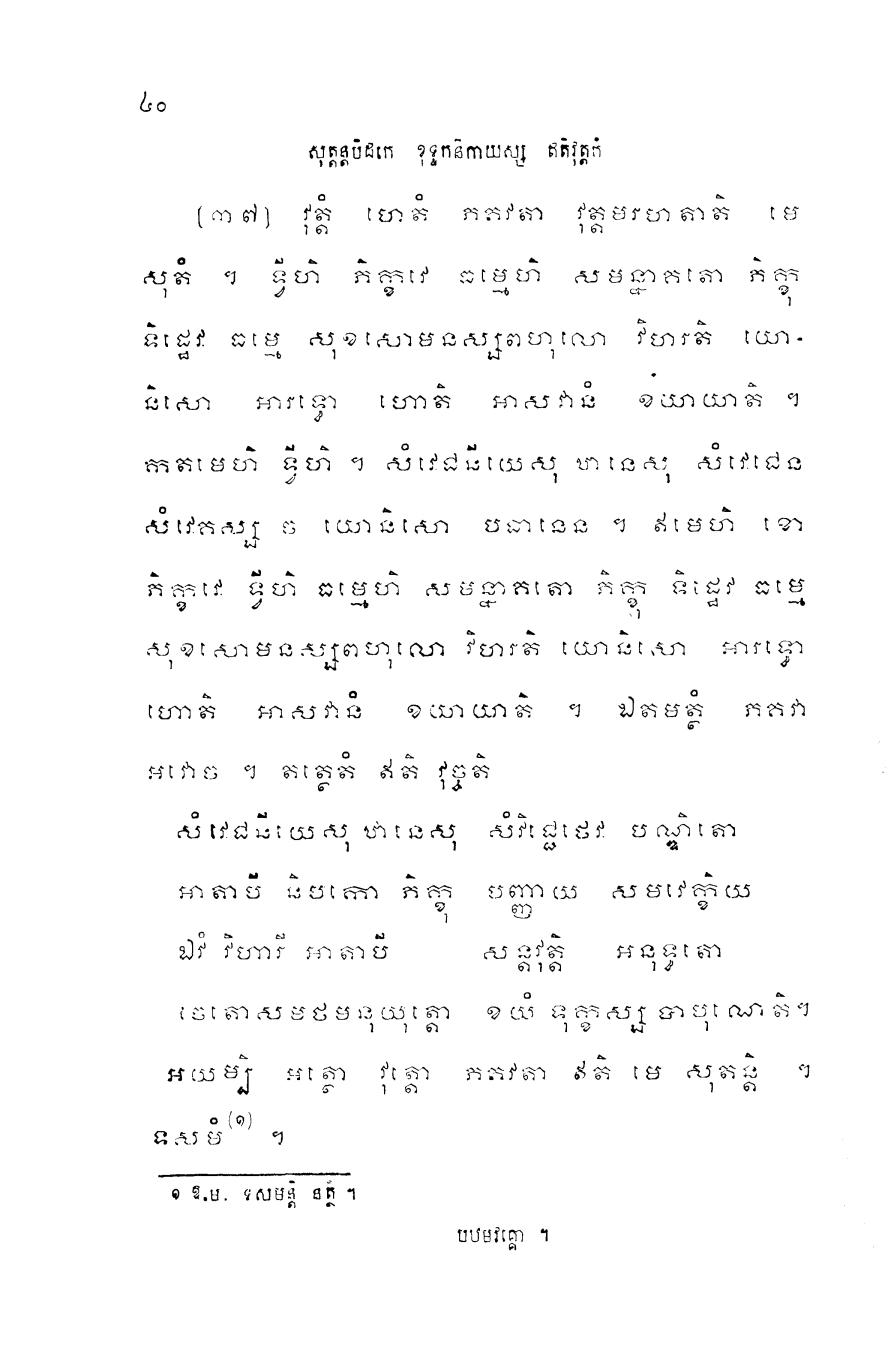 ៤០
សុត្តន្តបិដកេ ខុទ្ទកនិកាយស្ស ឥតិវុត្តកំ
(៣៧) វុត្តំ ហេតំ ភគវតា វុត្តមរហតាតិ មេ
សុតំ ។ ទ្វីហិ ភិក្ខវេ ធម្មេហិ សមន្នាគតោ ភិក្ខុ
ទិដ្ឋេវ ធម្មេ សុខសោមនស្សពហុលោ វិហរតិ យោ-
និសោ អារទ្ធោ ហោតិ អាសវានំ ខយាយាតិ ។
កតមេហិ ទ្វីហិ ។ សំវេជនីយេសុ ឋានេសុ សំវេជនេន
សំវេគស្ស ច យោនិសោ បធានេន ។ ឥមេហិ ខោ
ភិក្ខវេ ទ្វីហិ ធម្មេហិ សមន្នាគតោ ភិក្ខុ ទិដ្ឋេវ ធម្មេ
សុខសោមនស្សពហុលោ វិហរតិ យោនិសោ អារទ្ធោ
ហោតិ អាសវានំ ខយាយាតិ ។ ឯតមត្ថំ ភគវា
អវោច ។ តត្ថេតំ ឥតិ វុច្ចតិ
សំវេជនីយេសុ ឋានេសុ សំវិជ្ជេថេវ បណ្ឌិតោ
អាតាបី និបកោ ភិក្ខុ បញ្ញាយ សមវេក្ខិយ
ឯវំ វិហារី អាតាបី សន្តវុត្តិ អនុទ្ធតោ
ចេតោសមថមនុយុត្តោ ខយំ ទុក្ខស្ស បាបុណេតិ។
អយម្បិ អត្ថោ វុត្តោ ភគវតា ឥតិ មេ សុតន្តិ ។
ទសមំ (១) ។
១ ឱ.ម. ទសមន្តិ នត្ថិ ។
បឋមវគ្គោ ។